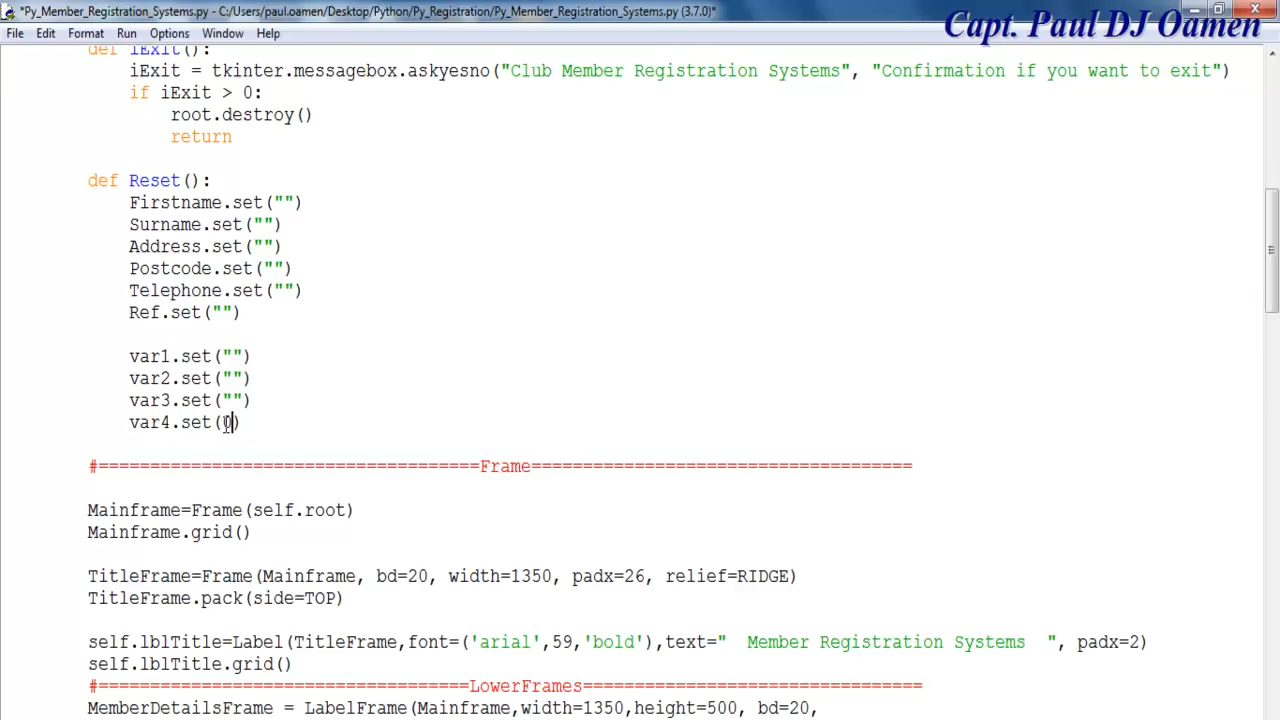 *Py_Member_Registration_Systems.py - C:/Users/paul.oamen/Desktop/Python/Py_Registration/Py_Member_Registration_Systems.py (3.7.0)*
File Edit Format Run Options Window Help
Capt. Paul DJ Oamen
def iExit():
iExit = tkinter.messagebox.askyesno("Club Member Registration Systems", "Confirmation if you want to exit")
if iExit > 0:
root.destroy()
return
def Reset():
Firstname.set("")
Surname.set("")
Address.set("")
Postcode.set("")
Telephone.set("")
Ref.set("")
var1.set("")
var2.set("")
var3.set("")
var4.set(0)
#=====================================Frame=====================================
Mainframe=Frame(self.root)
Mainframe.grid()
TitleFrame=Frame(Mainframe, bd=20, width=1350, padx=26, relief=RIDGE)
TitleFrame.pack(side=TOP)
self.lblTitle=Label(TitleFrame,font=('arial',59,'bold'),text="  Member Registration Systems  ", padx=2)
self.lblTitle.grid()
#====================================LowerFrames=================================
MemberDetailsFrame = LabelFrame(Mainframe,width=1350,height=500, bd=20,